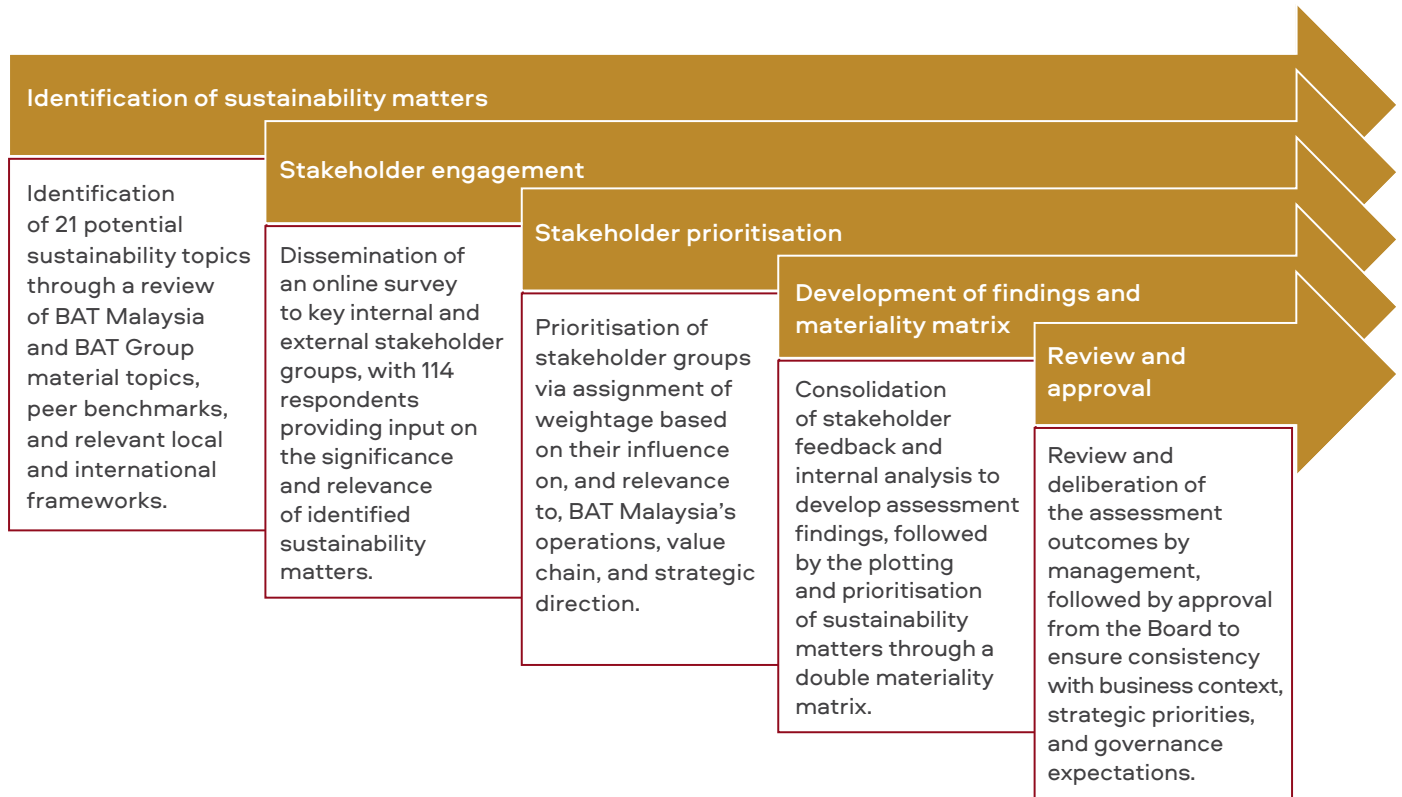 Identification of sustainability matters
Identification
of 21 potential
sustainability topics
through a review
of BAT Malaysia
and BAT Group
material topics,
peer benchmarks,
and relevant local
and international
frameworks.
Stakeholder engagement
Dissemination of
an online survey
to key internal and
external stakeholder
groups, with 114
respondents
providing input on
the significance
and relevance
of identified
sustainability
matters.
Stakeholder prioritisation
Prioritisation of
stakeholder groups
via assignment of
weightage based
on their influence
on, and relevance
to, BAT Malaysia’s
operations, value
chain, and strategic
direction.
Development of findings and
materiality matrix
Consolidation
of stakeholder
feedback and
internal analysis to
develop assessment
findings, followed
by the plotting
and prioritisation
of sustainability
matters through a
double materiality
matrix.
Review and
approval
Review and
deliberation of
the assessment
outcomes by
management,
followed by approval
from the Board to
ensure consistency
with business context,
strategic priorities,
and governance
expectations.